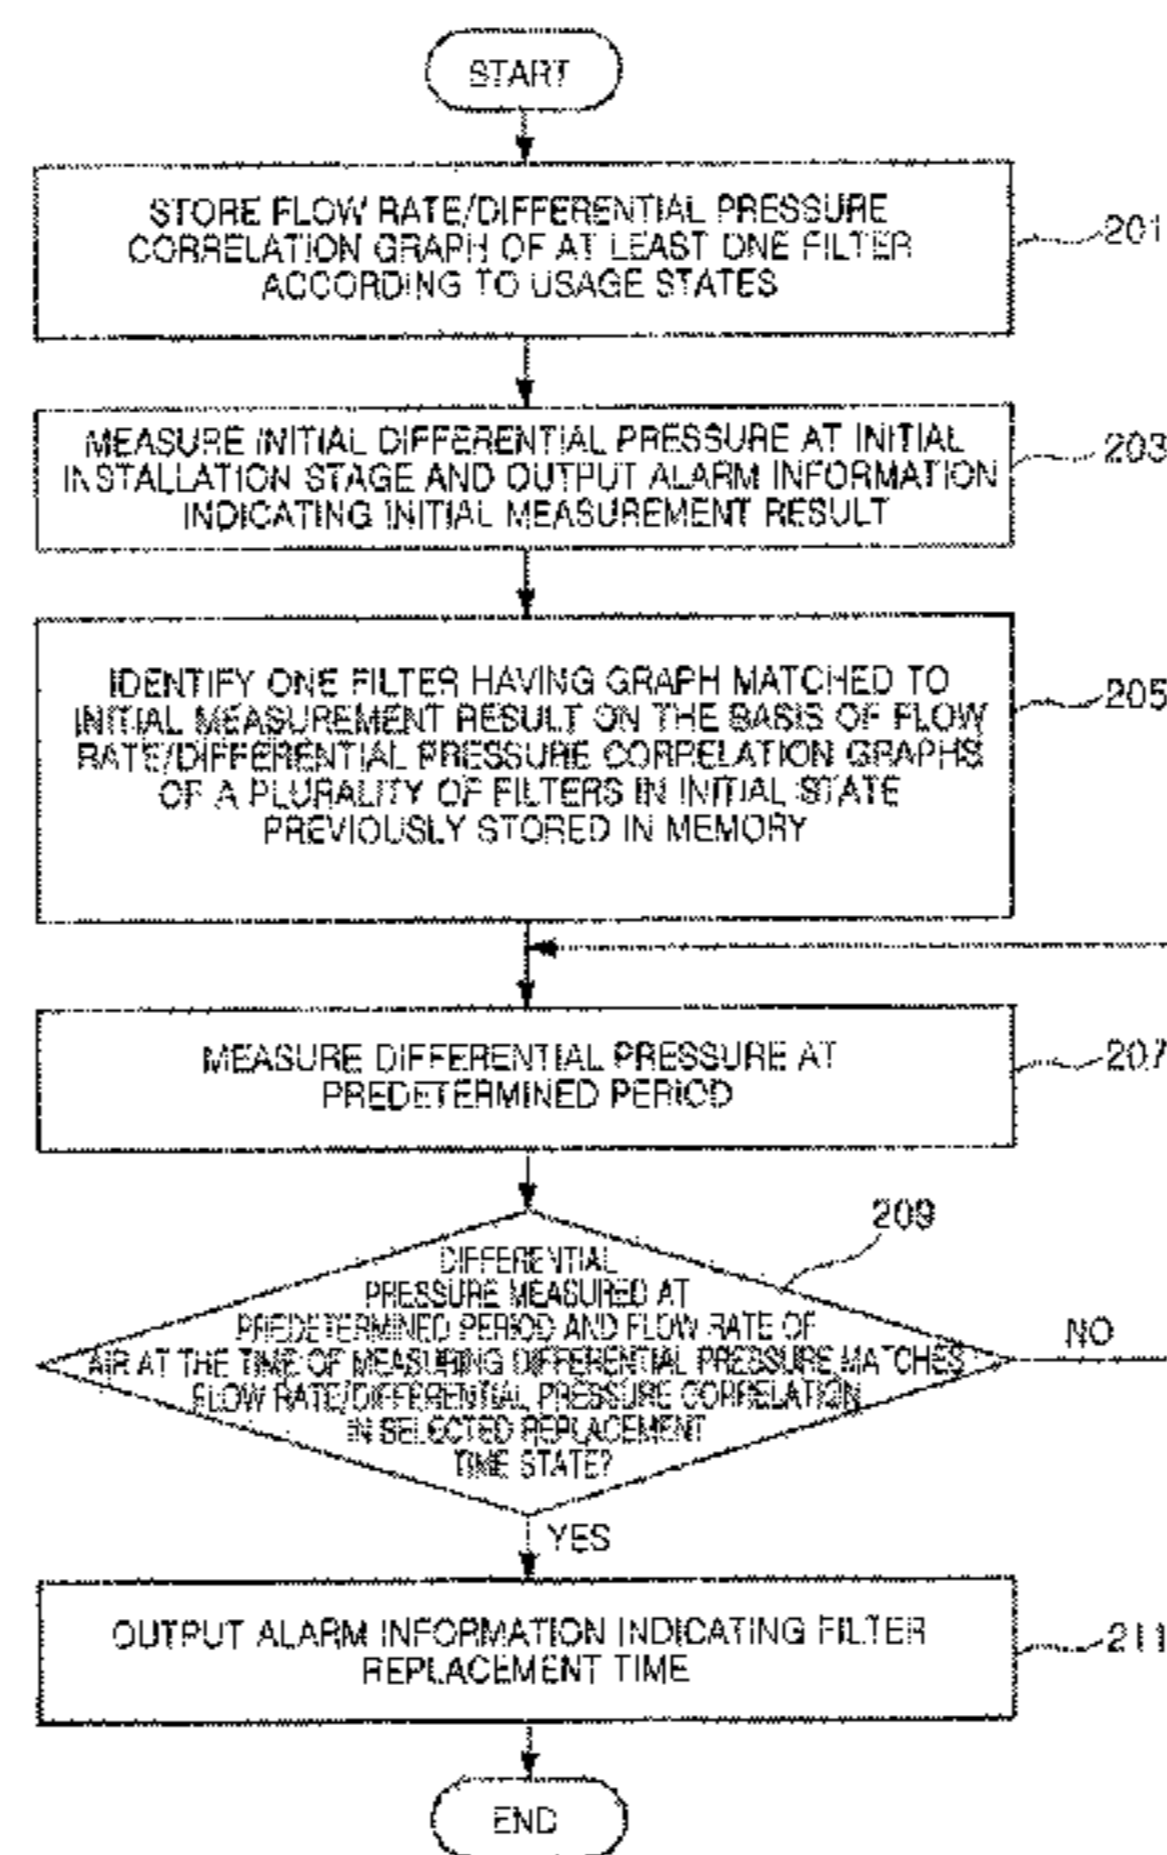 START
STORE FLOW RATE/DIFFERENTIAL PRESSURE
CORRELATION GRAPH OF AT LEAST ONE FILTER
ACCORDING TO USAGE STATES
201
MEASURE INITIAL DIFFERENTIAL PRESSURE AT INITIAL
INSTALLATION STAGE AND OUTPUT ALARM INFORMATION
INDICATING INITIAL MEASUREMENT RESULT
203
IDENTIFY ONE FILTER HAVING GRAPH MATCHED TO
INITIAL MEASUREMENT RESULT ON THE BASIS OF FLOW
RATE/DIFFERENTIAL PRESSURE CORRELATION GRAPHS
OF A PLURALITY OF FILTERS IN INITIAL STATE
PREVIOUSLY STORED IN MEMORY
205
MEASURE DIFFERENTIAL PRESSURE AT
PREDETERMINED PERIOD
207
209
DIFFERENTIAL
PRESSURE MEASURED AT
PREDETERMINED PERIOD AND FLOW RATE OF
AIR AT THE TIME OF MEASURING DIFFERENTIAL PRESSURE MATCHES
FLOW RATE/DIFFERENTIAL PRESSURE CORRELATION
IN SELECTED REPLACEMENT
TIME STATE?
NO
YES
OUTPUT ALARM INFORMATION INDICATING FILTER
REPLACEMENT TIME
211
END